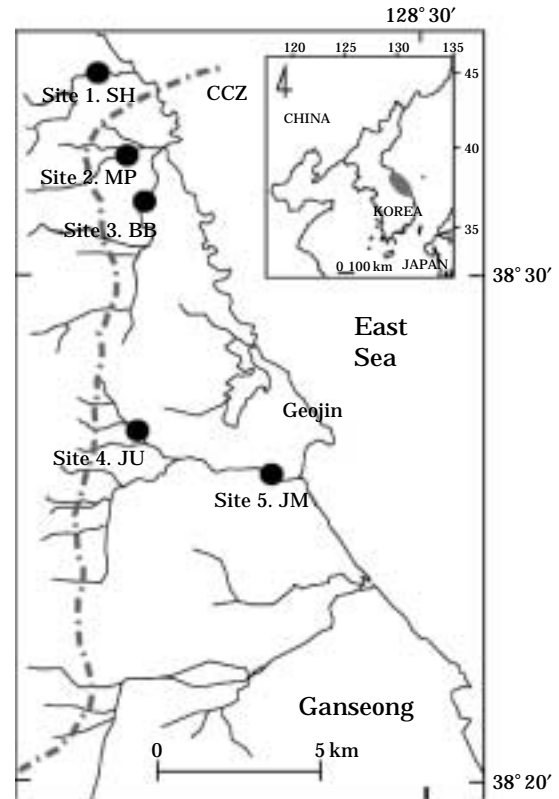 128° 30′
120 125 130 135
45
Site 1. SH
CCZ
4
CHINA
40
Site 2. MP
KOREA
Site 3. BB
35
0 100 km
JAPAN
38° 30′
East
Sea
Geojin
Site 4. JU
Site 5. JM
Ganseong
0 5 km
38° 20′